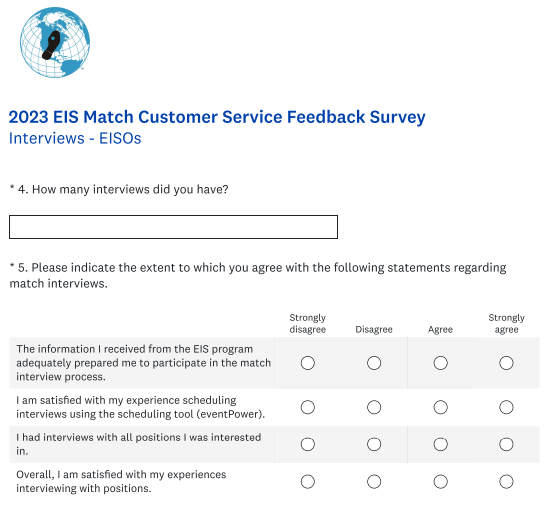 2023 EIS Match Customer Service Feedback Survey
Interviews - EISOs
* 4. How many interviews did you have?
* 5. Please indicate the extent to which you agree with the following statements regarding
match interviews.
Strongly
disagree
Disagree
Agree
Strongly
agree
The information I received from the EIS program
adequately prepared me to participate in the match
interview process.
I am satisfied with my experience scheduling
interviews using the scheduling tool (eventPower).
I had interviews with all positions I was interested
in.
Overall, I am satisfied with my experiences
interviewing with positions.